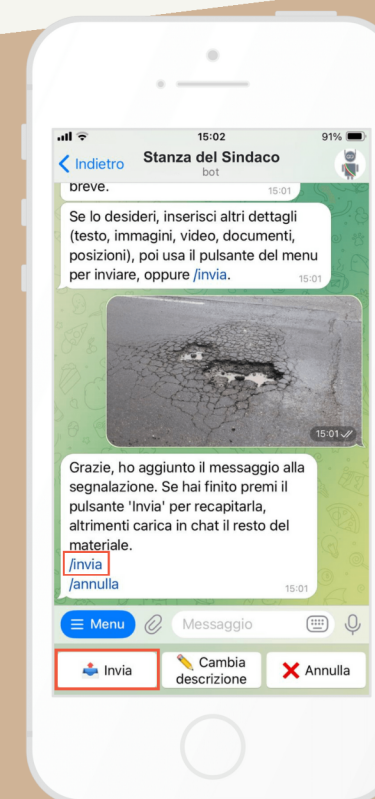 15:02
91%
Indietro
Stanza del Sindaco
bot
breve.
15:01
Se lo desideri, inserisci altri dettagli
(testo, immagini, video, documenti,
posizioni), poi usa il pulsante del menu
per inviare, oppure /invia.
15:01
15:01
Grazie, ho aggiunto il messaggio alla
segnalazione. Se hai finito premi il
pulsante 'Invia' per recapitarla,
altrimenti carica in chat il resto del
materiale.
/invia
/annulla
15:01
Menu
Messaggio
Invia
Cambia
descrizione
Annulla